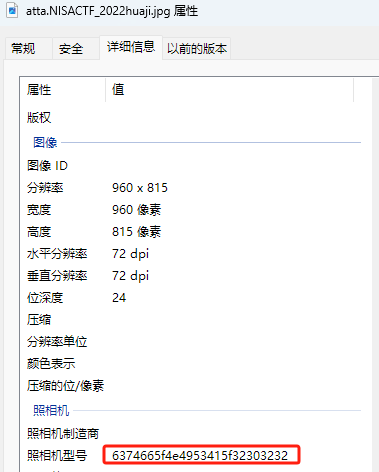 atta.NISACTF_2022huaji.jpg 属性
常规 安全 详细信息 以前的版本
属性 值
版权
图像
图像 ID
分辨率 960 x 815
宽度 960 像素
高度 815 像素
水平分辨率 72 dpi
垂直分辨率 72 dpi
位深度 24
压缩
分辨率单位
颜色表示
压缩的位/像素
照相机
照相机制造商
照相机型号 6374665f4e4953415f32303232